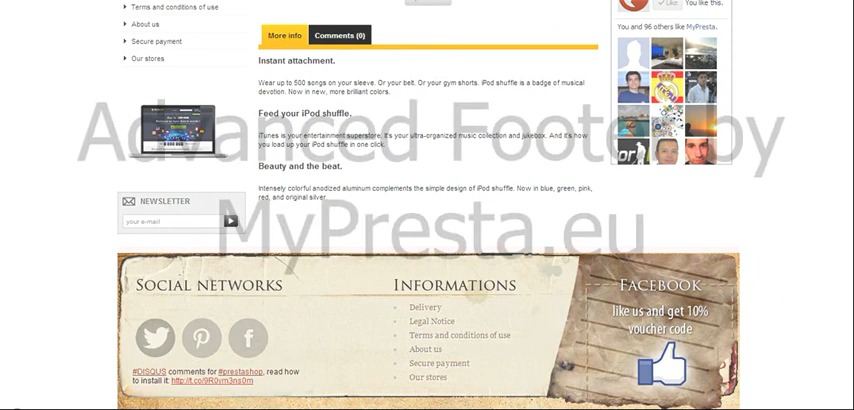 Terms and conditions of use
About us
Secure payment
Our stores
NEWSLETTER
your e-mail
More info
Comments (0)
Instant attachment.
Wear up to 500 songs on your sleeve. Or your belt. Or your gym shorts. iPod shuffle is a badge of musical
devotion. Now in new, more brilliant colors.
Feed your iPod shuffle.
iTunes is your entertainment superstore. It's your ultra-organized music collection and jukebox. And it's how
you load up your iPod shuffle in one click.
Beauty and the beat.
Intensely colorful anodized aluminum complements the simple design of iPod shuffle. Now in blue, green, pink,
red, and original silver.
Like
You like this.
You and 96 others like MyPresta.
Advanced Footer by
MyPresta.eu
SOCIAL NETWORKS
#DISQUS comments for #prestashop, read how
to install it:
INFORMATIONS
Delivery
Legal Notice
Terms and conditions of use
About us
Secure payment
Our stores
FACEBOOK
like us and get 10%
voucher code